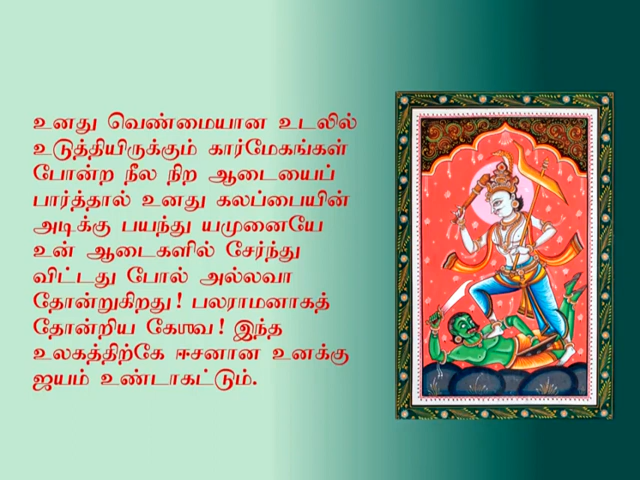 உனது வெண்மையான உடலில்
உடுத்தியிருக்கும் கார்மேகங்கள்
போன்ற நீல நிற ஆடையைப்
பார்த்தால் உனது கலப்பையின்
அடிக்கு பயந்து யமுனையே
உன் ஆடைகளில் சேர்ந்து
விட்டது போல் அல்லவா
தோன்றுகிறது! பலராமனாகத்
தோன்றிய கேஶவ! இந்த
உலகத்திற்கே ஈசனான உனக்கு
ஜயம் உண்டாகட்டும்.